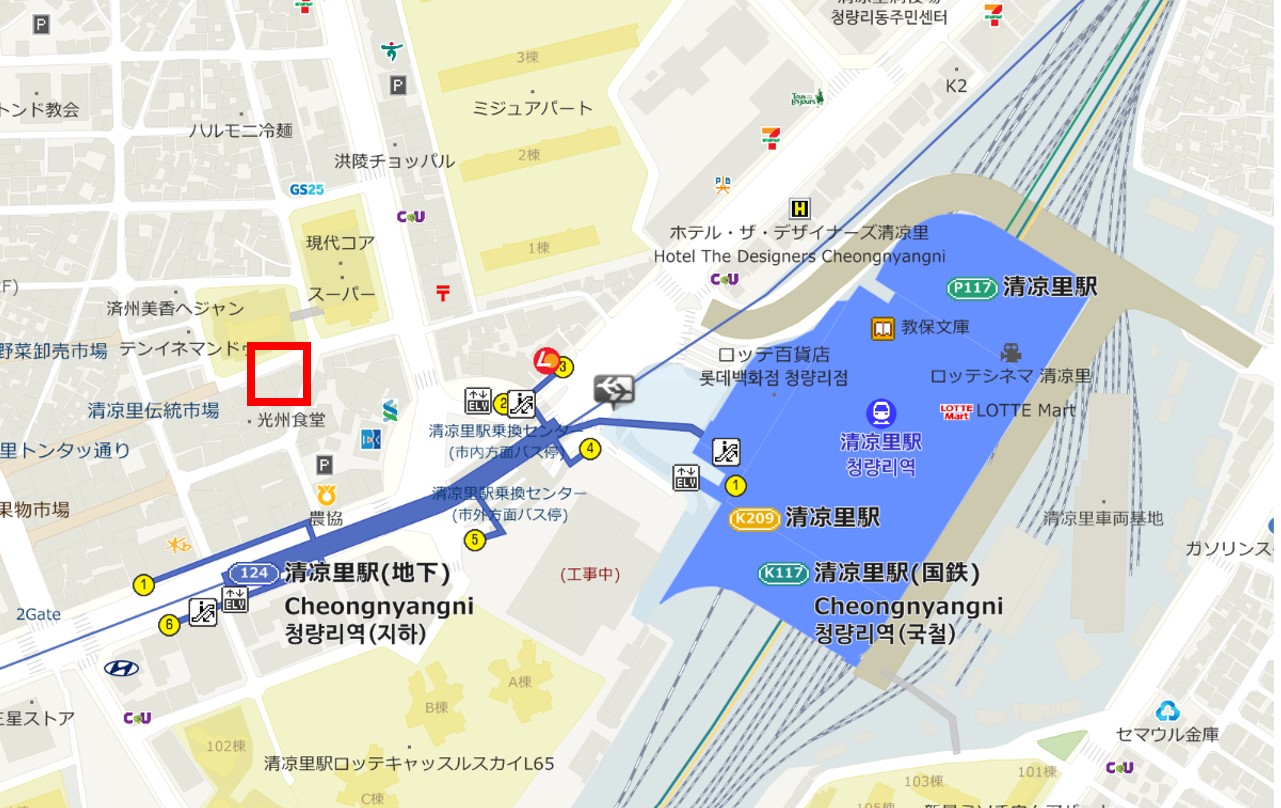 청량리동주민센터
K2
トンド教会
ハルモニ冷麺
3棟
ミジュアパート
2棟
洪陵チョッパル
GS25
CU
1棟
現代コア
スーパー
済州美香ヘジャン
野菜卸売市場
テンイネマンドゥ
清凉里伝統市場
光州食堂
里トンタッ通り
果物市場
農協
ホテル・ザ・デザイナーズ清凉里
Hotel The Designers Cheongnyangni
CU
P117 清凉里駅
教保文庫
ロッテ百貨店
롯데백화점 청량리점
ロッテシネマ 清凉里
LOTTE Mart LOTTE Mart
清凉里駅
청량리역
3
2
ELV
清凉里駅乗換センター
(市内方面バス停)
4
ELV
1
清凉里駅乗換センター
(市外方面バス停)
5
K209 清凉里駅
清凉里車両基地
ガソリンス
(工事中)
1
124 清凉里駅(地下)
Cheongnyangni
청량리역(지하)
K117 清凉里駅(国鉄)
Cheongnyangni
청량리역(국철)
ELV
6
2Gate
三星ストア
CU
A棟
B棟
102棟
清凉里駅ロッテキャッスルスカイL65
C棟
セマウル金庫
CU
101棟
103棟
P
P
P
H